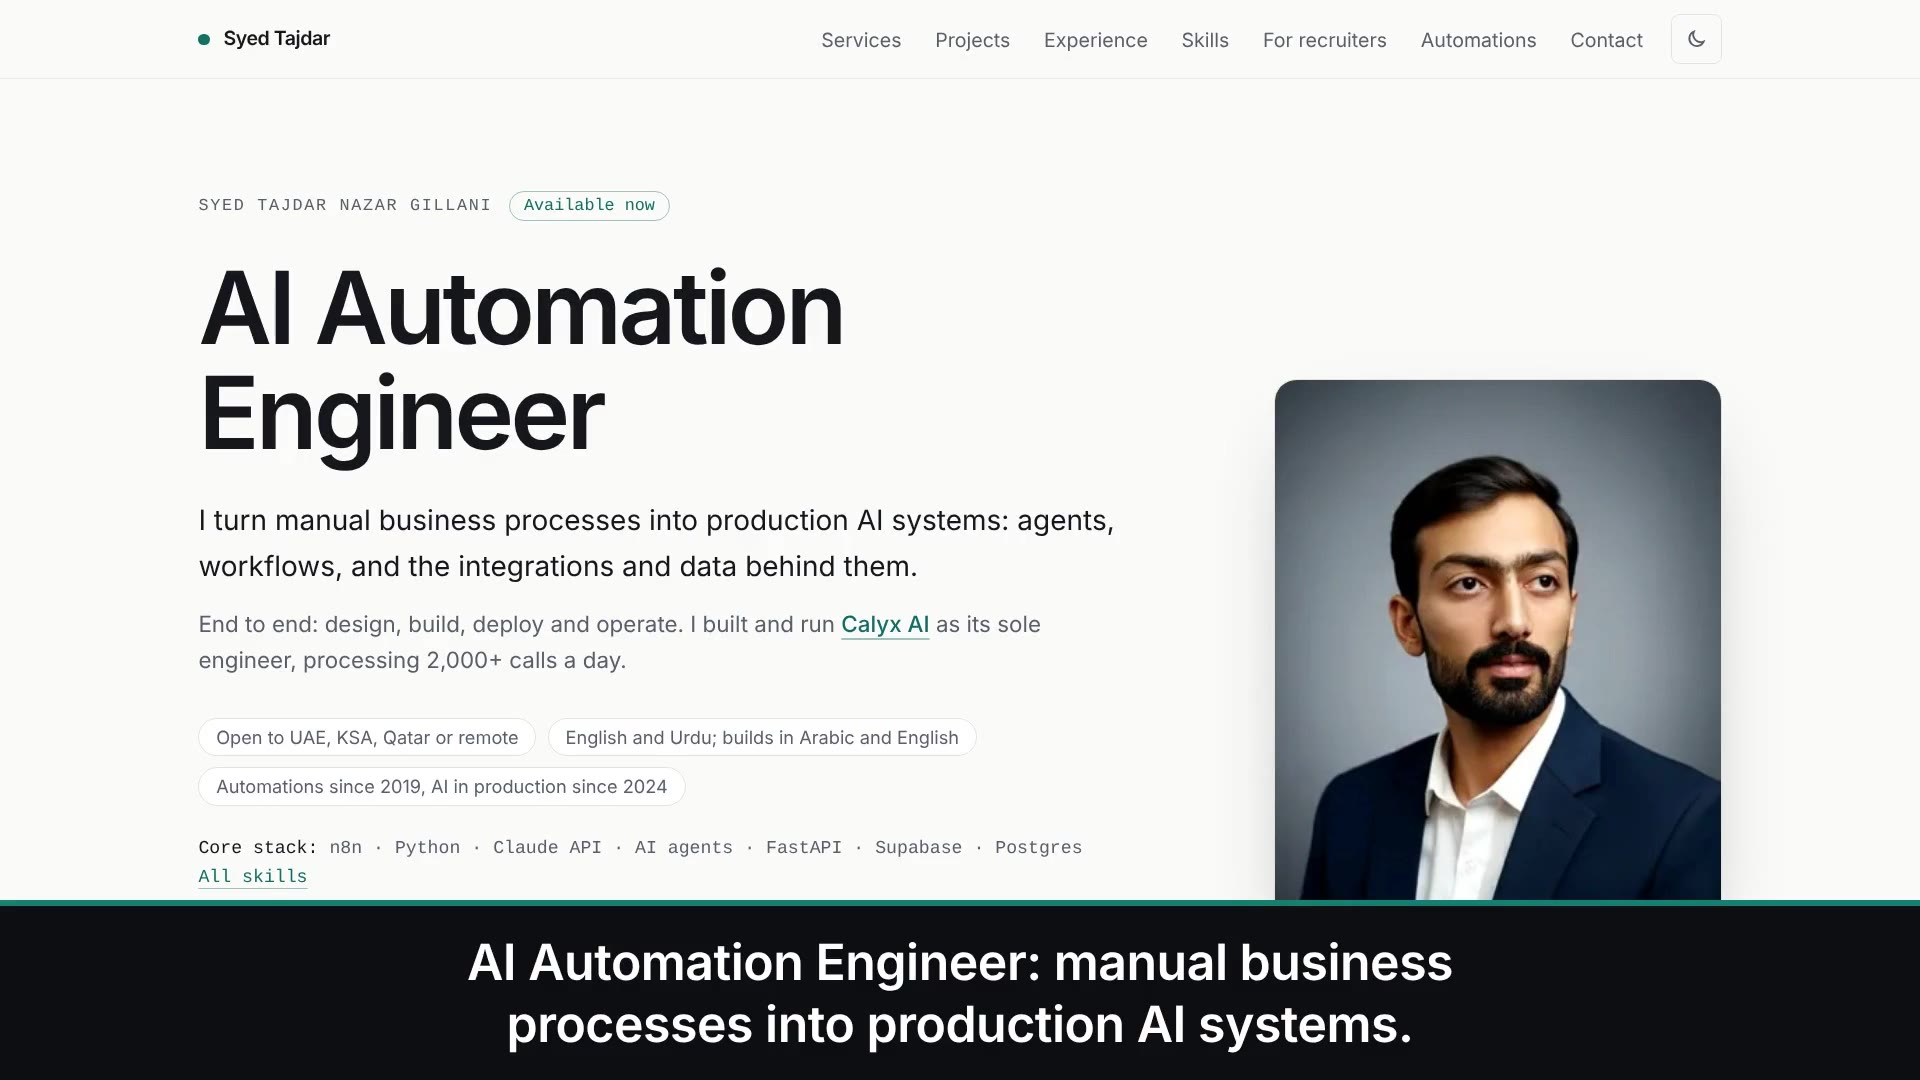 Syed Tajdar
Services Projects Experience Skills For recruiters Automations Contact
SYED TAJDAR NAZAR GILLANI Available now
AI Automation
Engineer
I turn manual business processes into production AI systems: agents,
workflows, and the integrations and data behind them.
End to end: design, build, deploy and operate. I built and run Calyx AI as its sole
engineer, processing 2,000+ calls a day.
Open to UAE, KSA, Qatar or remote
English and Urdu; builds in Arabic and English
Automations since 2019, AI in production since 2024
Core stack: n8n · Python · Claude API · AI agents · FastAPI · Supabase · Postgres
All skills
AI Automation Engineer: manual business
processes into production AI systems.